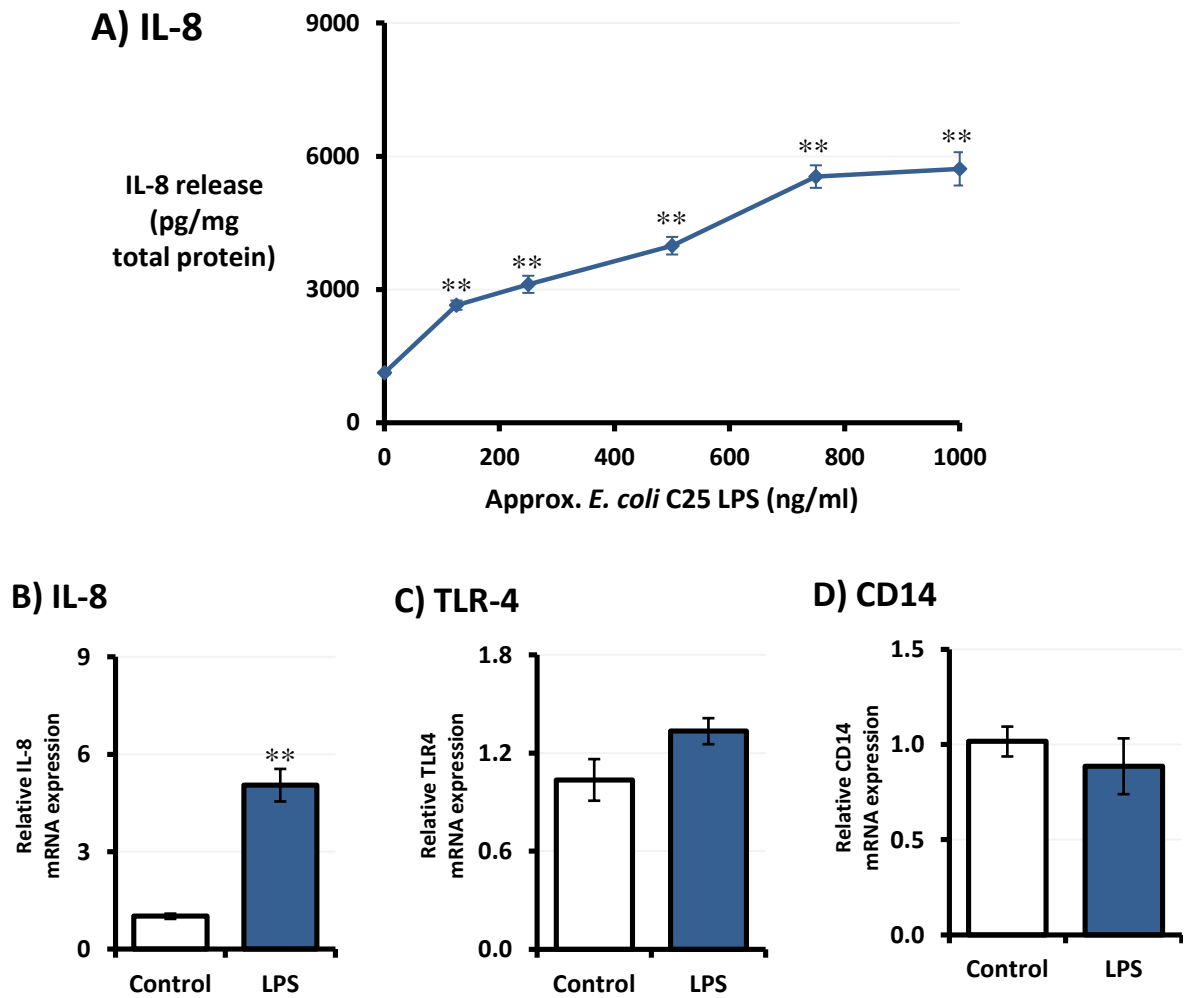 A) IL-8
9000
6000
3000
0
IL-8 release
(pg/mg
total protein)
**
**
**
**
**
0 200 400 600 800 1000
Approx. E. coli C25 LPS (ng/ml)
B) IL-8
Relative IL-8
mRNA expression
9
6
3
0
**
Control LPS
C) TLR-4
Relative TLR4
mRNA expression
1.8
1.2
0.6
0.0
Control LPS
D) CD14
Relative CD14
mRNA expression
1.5
1.0
0.5
0.0
Control LPS